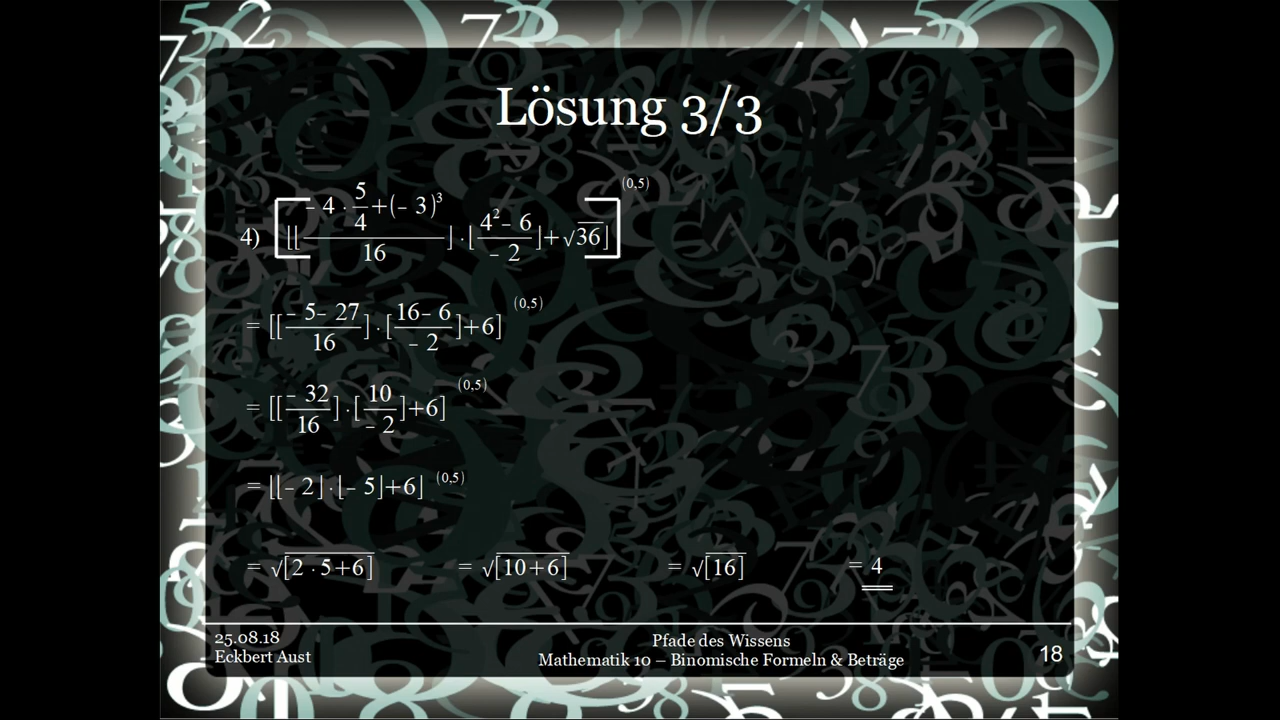 Lösung 3/3
4) [⌊⌊(– 4 · 5/4 + (– 3)³)/16⌋ · ⌊(4² – 6)/(– 2)⌋ + √36⌋]^(0,5)
= [[(– 5 – 27)/16] · [(16 – 6)/(– 2)] + 6]^(0,5)
= [[(– 32)/16] · [10/(– 2)] + 6]^(0,5)
= ⌊⌊– 2⌋ · ⌊– 5⌋ + 6⌋^(0,5)
= √[2 · 5 + 6] = √[10 + 6] = √[16] = 4
25.08.18
Eckbert Aust
Pfade des Wissens
Mathematik 10 – Binomische Formeln & Beträge
18